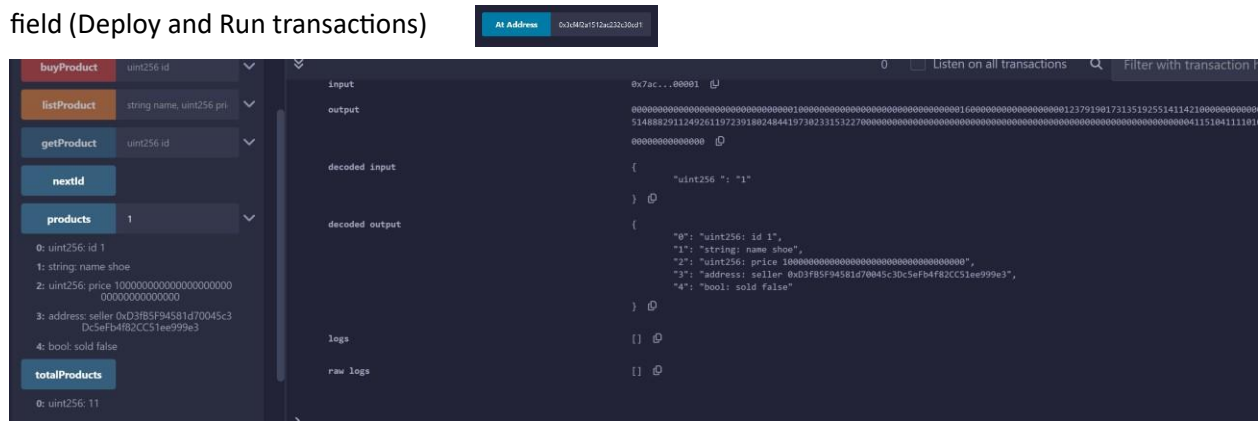 field (Deploy and Run transactions)
At Address
buyProduct uint256 id
0 Listen on all transactions Filter with transaction h
input 0x7ac...00001
listProduct string name, uint256 pri
output
getProduct uint256 id
00000000000000
decoded input {
"uint256 ": "1"
}
nextId
products 1
decoded output {
0: uint256: id 1
"0": "uint256: id 1",
1: string: name shoe
"1": "string: name shoe",
2: uint256: price
"2": "uint256: price
3: address: seller 0xD3fB5F94581d70045c3
Dc5eFb4f82CC51ee999e3
"3": "address: seller 0xD3fB5F94581d70045c3Dc5eFb4f82CC51ee999e3",
"4": "bool: sold false"
}
4: bool: sold false
logs []
totalProducts
raw logs []
0: uint256: 11